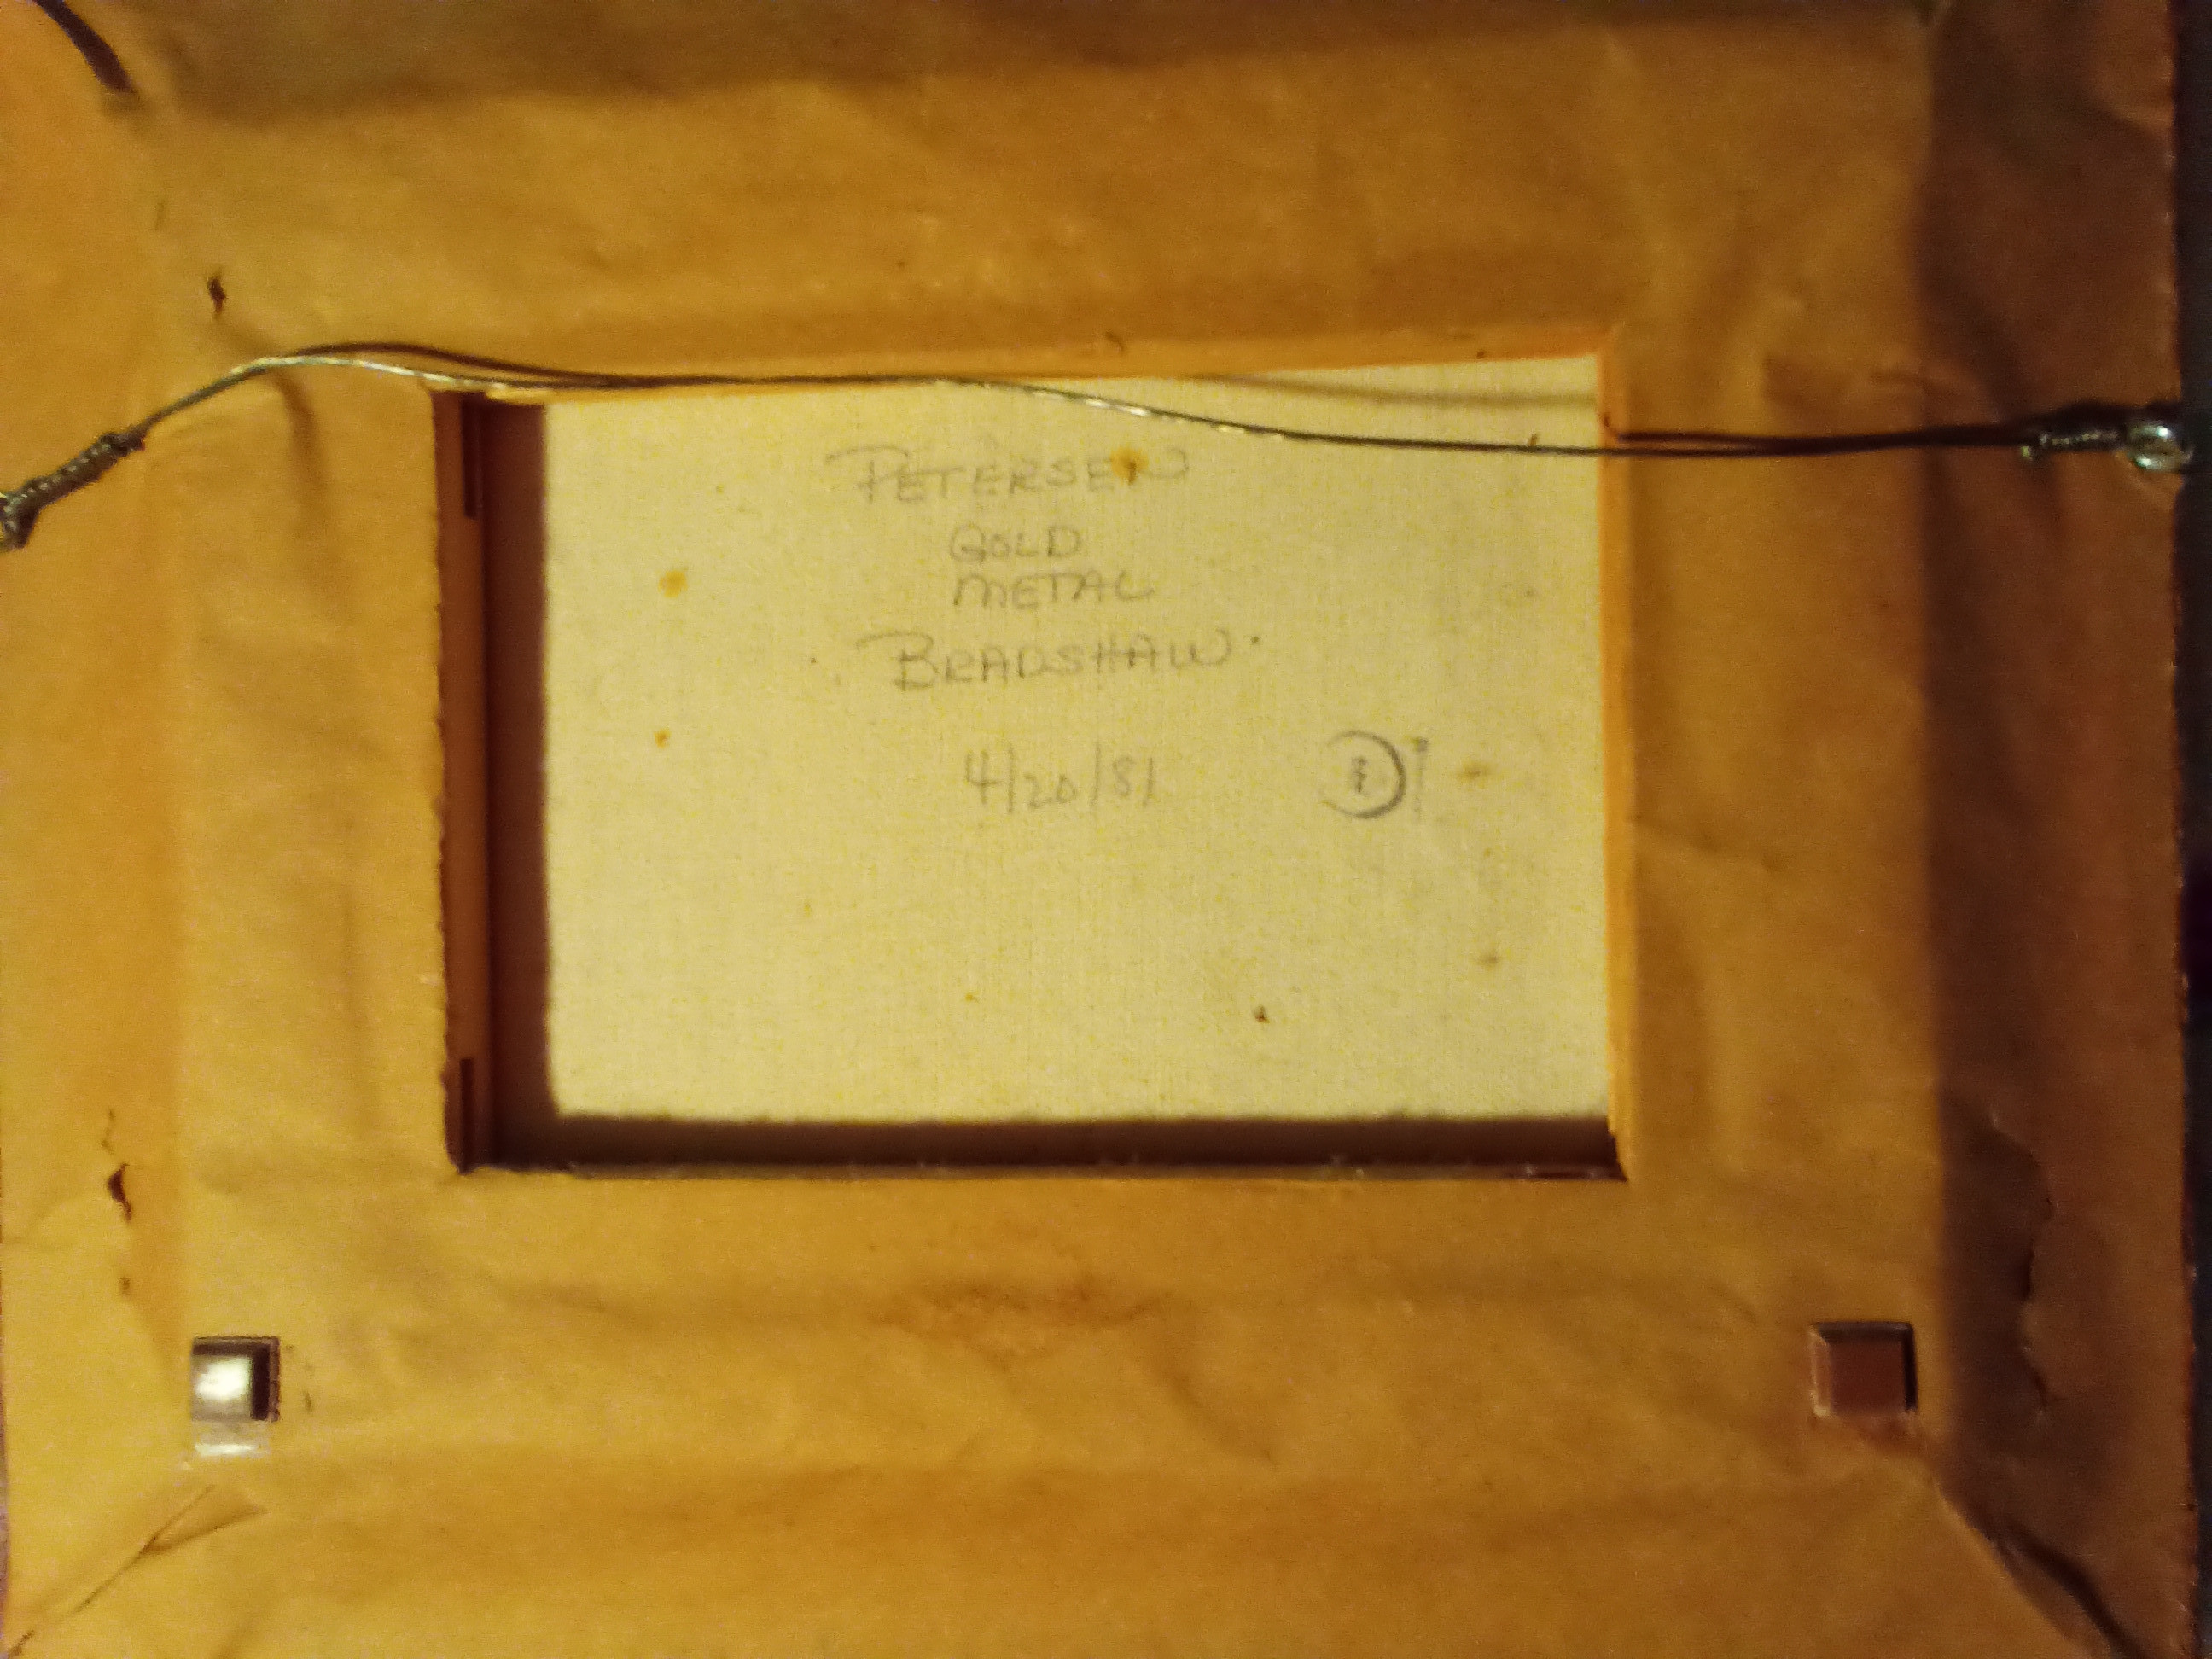 PETERSEN
GOLD
METAL
BRADSHAW
4/20/81